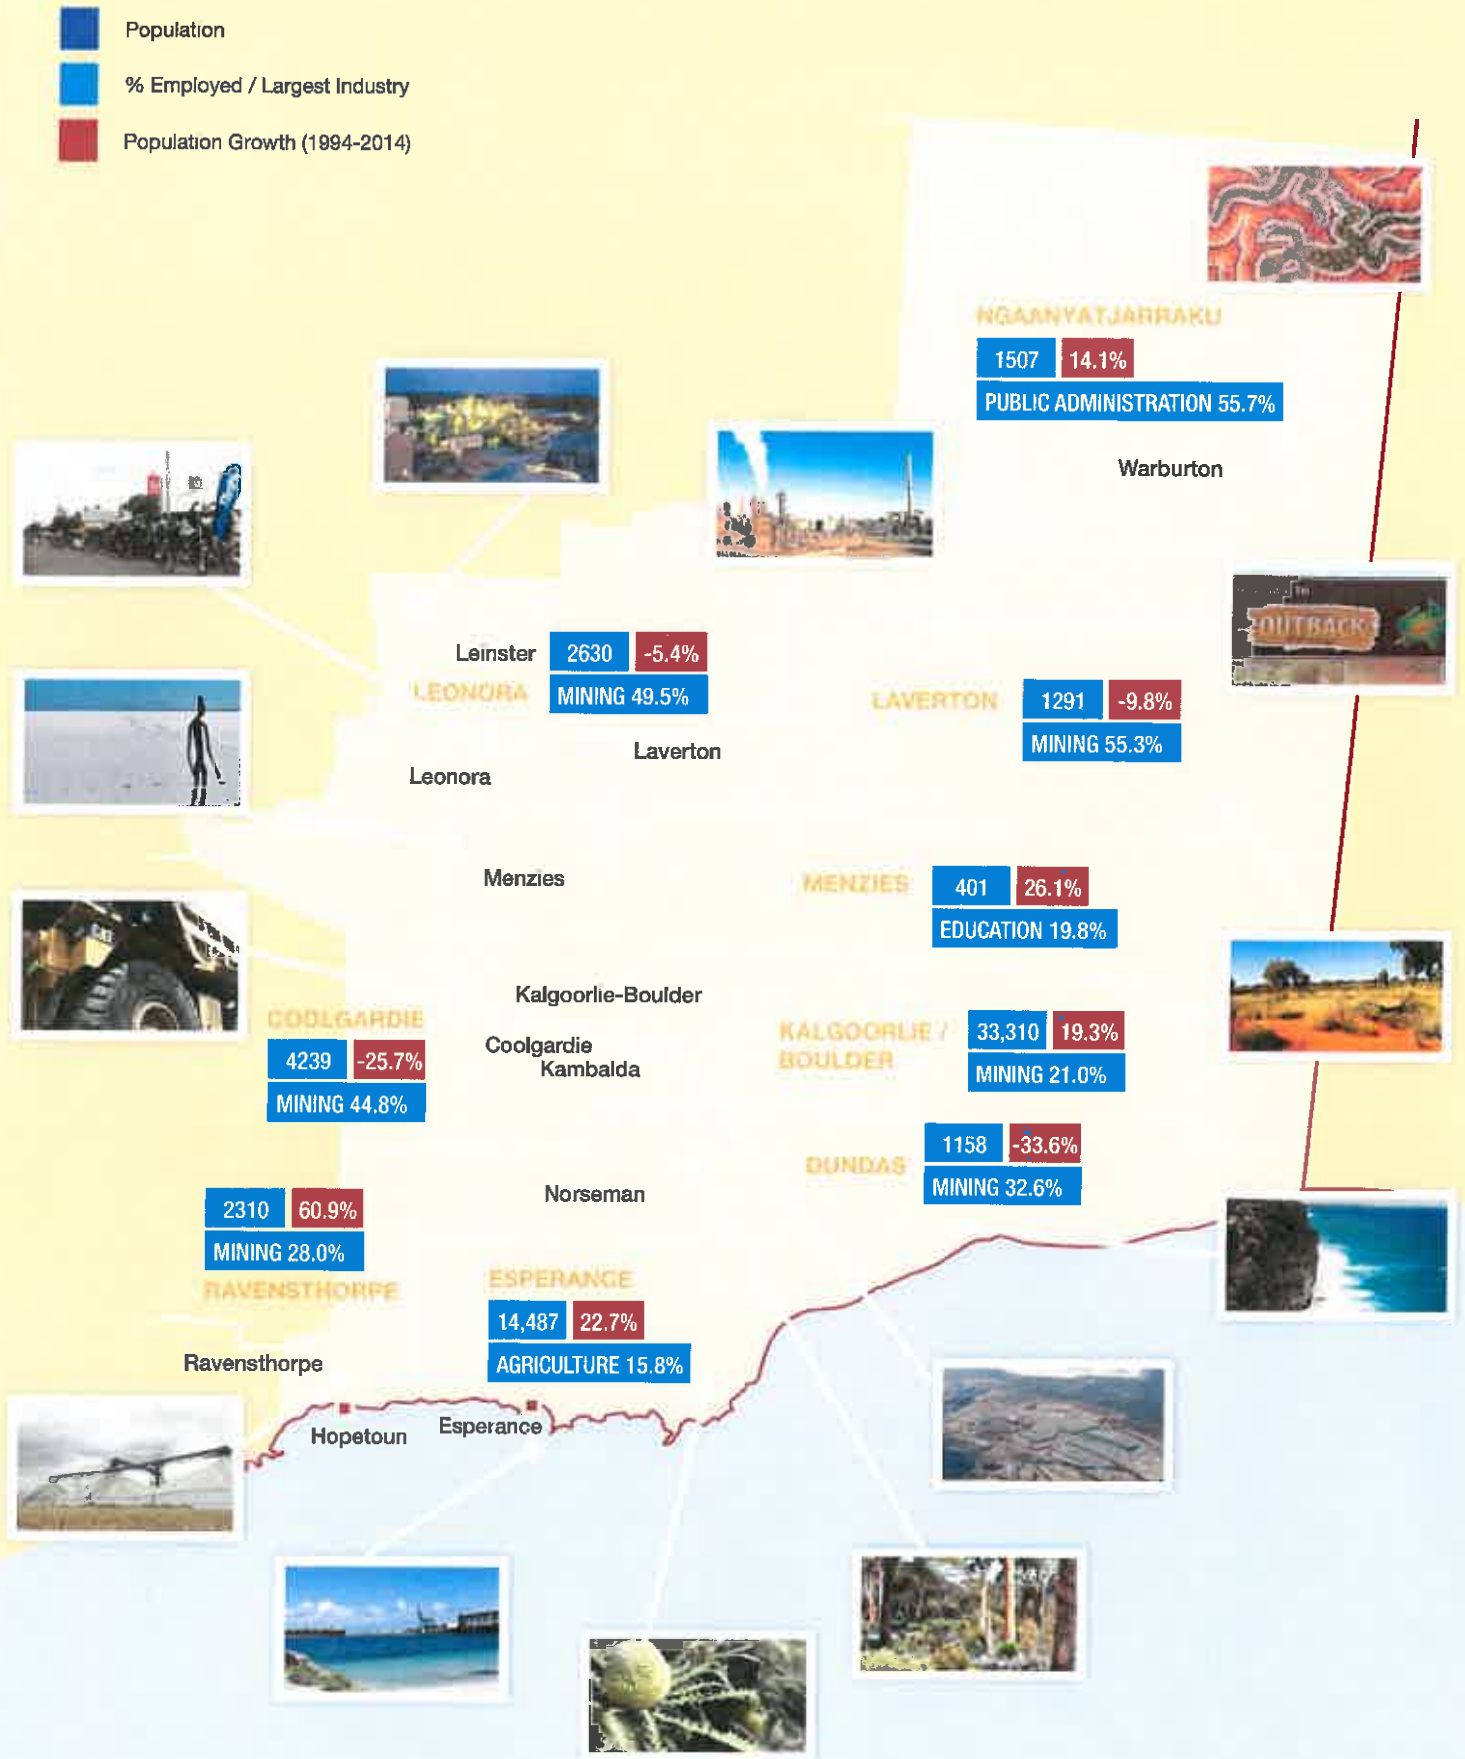 Population
% Employed / Largest Industry
Population Growth (1994-2014)
NGAANYATJARRAKU
1507 14.1%
PUBLIC ADMINISTRATION 55.7%
Warburton
OUTBACK
Leinster 2630 -5.4%
LEONORA MINING 49.5%
LAVERTON 1291 -9.8%
MINING 55.3%
Laverton
Leonora
Menzies
MENZIES 401 26.1%
EDUCATION 19.8%
Kalgoorlie-Boulder
COOLGARDIE
4239 -25.7%
MINING 44.8%
Coolgardie
Kambalda
KALGOORLIE / 33,310 19.3%
BOULDER MINING 21.0%
DUNDAS 1158 -33.6%
MINING 32.6%
Norseman
2310 60.9%
MINING 28.0%
RAVENSTHORPE
ESPERANCE
14,487 22.7%
AGRICULTURE 15.8%
Ravensthorpe
Hopetoun
Esperance